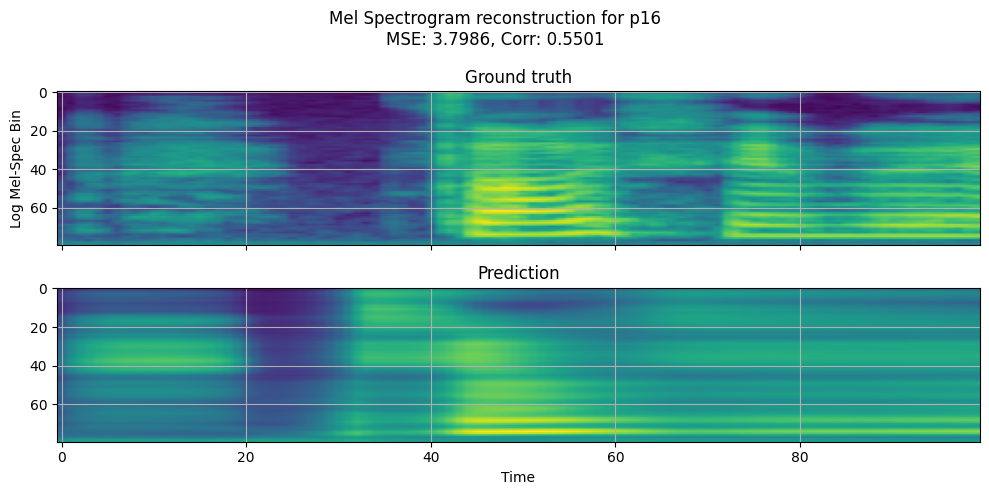 Mel Spectrogram reconstruction for p16
MSE: 3.7986, Corr: 0.5501
Ground truth
Log Mel-Spec Bin
0
20
40
60
Prediction
0
20
40
60
0 20 40 60 80
Time